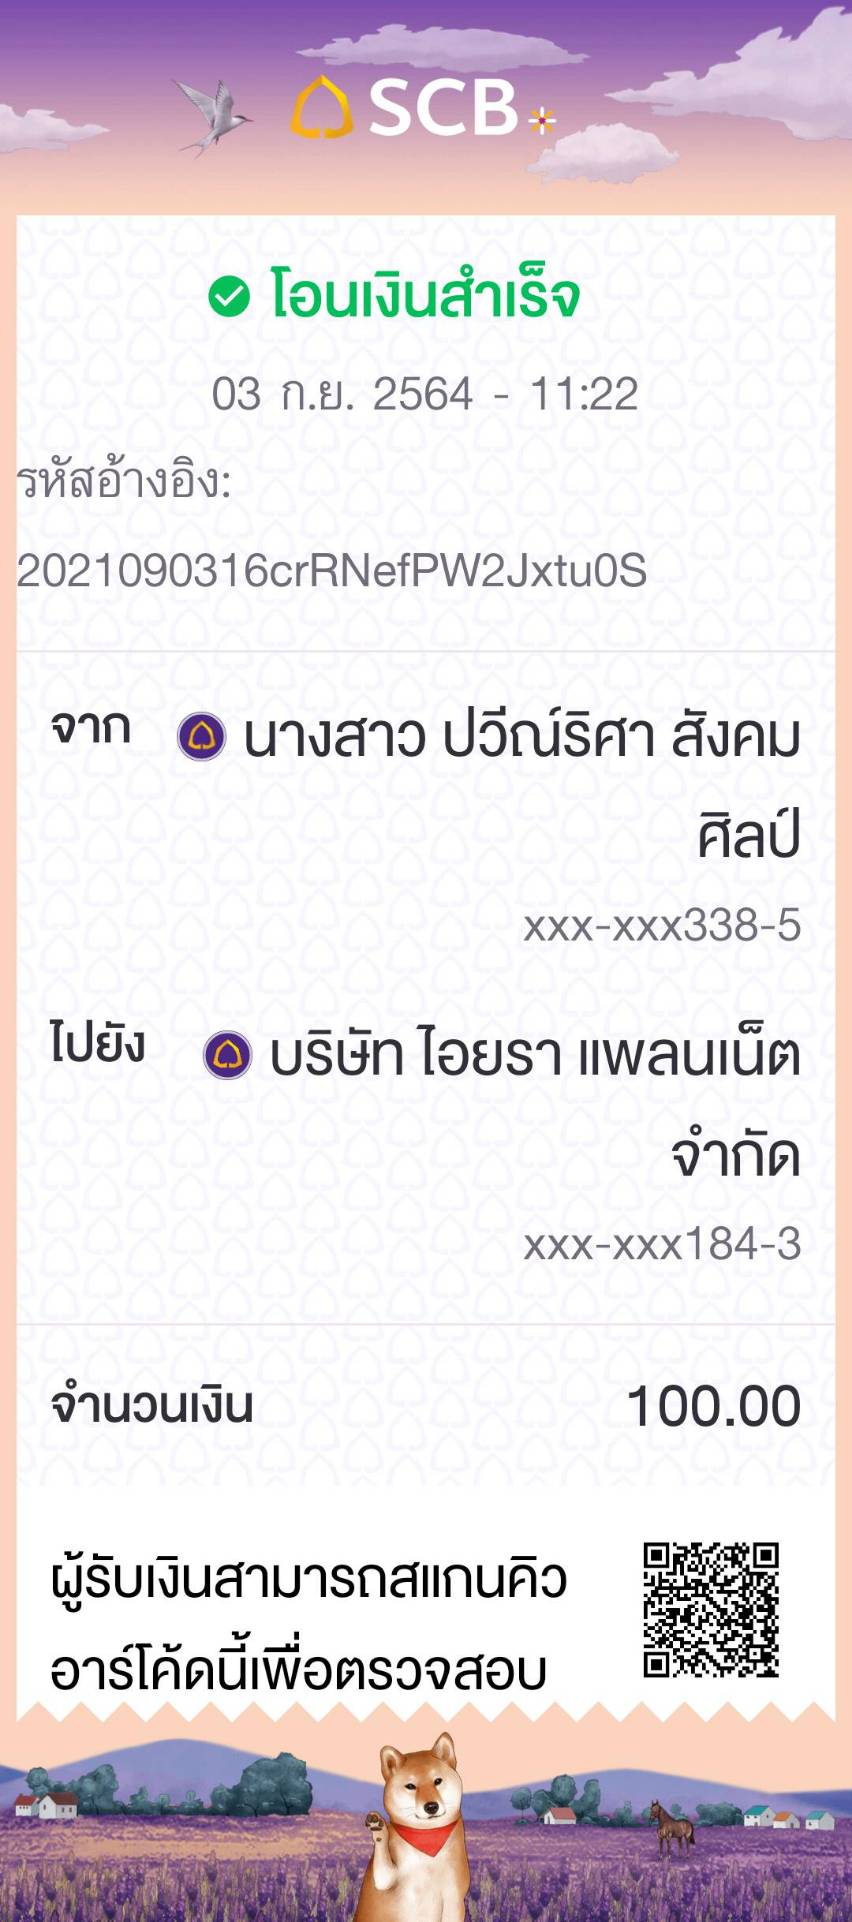 SCB
โอนเงินสำเร็จ
03 ก.ย. 2564 - 11:22
รหัสอ้างอิง:
2021090316crRNefPW2Jxtu0S
จาก นางสาว ปวีณ์ริศา สังคม
ศิลป์
xxx-xxx338-5
ไปยัง บริษัท ไอยรา แพลนเน็ต
จำกัด
xxx-xxx184-3
จำนวนเงิน 100.00
ผู้รับเงินสามารถสแกนคิว
อาร์โค้ดนี้เพื่อตรวจสอบ